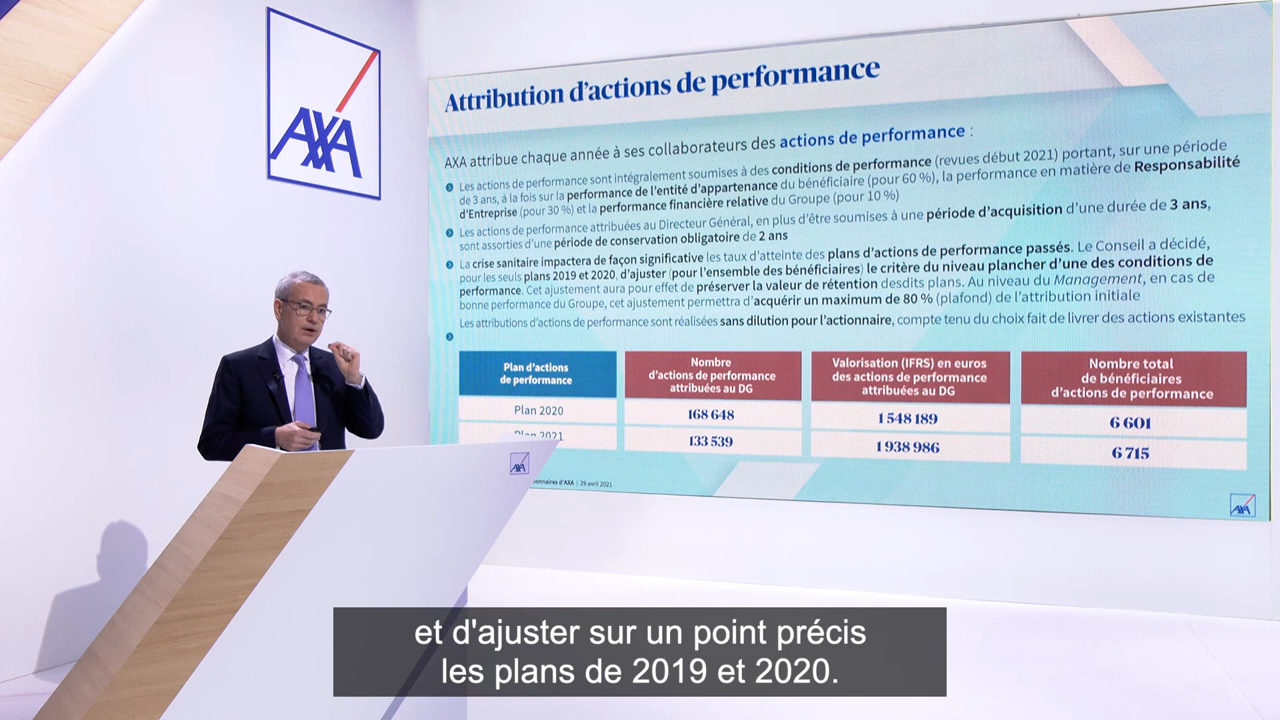 AXA
Attribution d'actions de performance
AXA attribue chaque année à ses collaborateurs des actions de performance :
Les actions de performance sont intégralement soumises à des conditions de performance (revues début 2021) portant, sur une période
de 3 ans, à la fois sur la performance de l'entité d'appartenance du bénéficiaire (pour 60 %), la performance en matière de Responsabilité
d'Entreprise (pour 30 %) et la performance financière relative du Groupe (pour 10 %)
Les actions de performance attribuées au Directeur Général, en plus d'être soumises à une période d'acquisition d'une durée de 3 ans,
sont assorties d'une période de conservation obligatoire de 2 ans
La crise sanitaire impactera de façon significative les taux d'atteinte des plans d'actions de performance passés. Le Conseil a décidé,
pour les seuls plans 2019 et 2020, d'ajuster (pour l'ensemble des bénéficiaires) le critère du niveau plancher d'une des conditions de
performance. Cet ajustement aura pour effet de préserver la valeur de rétention desdits plans. Au niveau du Management, en cas de
bonne performance du Groupe, cet ajustement permettra d'acquérir un maximum de 80 % (plafond) de l'attribution initiale
Les attributions d'actions de performance sont réalisées sans dilution pour l'actionnaire, compte tenu du choix fait de livrer des actions existantes
Plan d'actions
de performance
Nombre
d'actions de performance
attribuées au DG
Valorisation (IFRS) en euros
des actions de performance
attribuées au DG
Nombre total
de bénéficiaires
d'actions de performance
Plan 2020
168 648
1 548 189
6 601
Plan 2021
133 539
1 938 986
6 715
AXA
d'AXA | 29 avril 2021
AXA
et d'ajuster sur un point précis
les plans de 2019 et 2020.